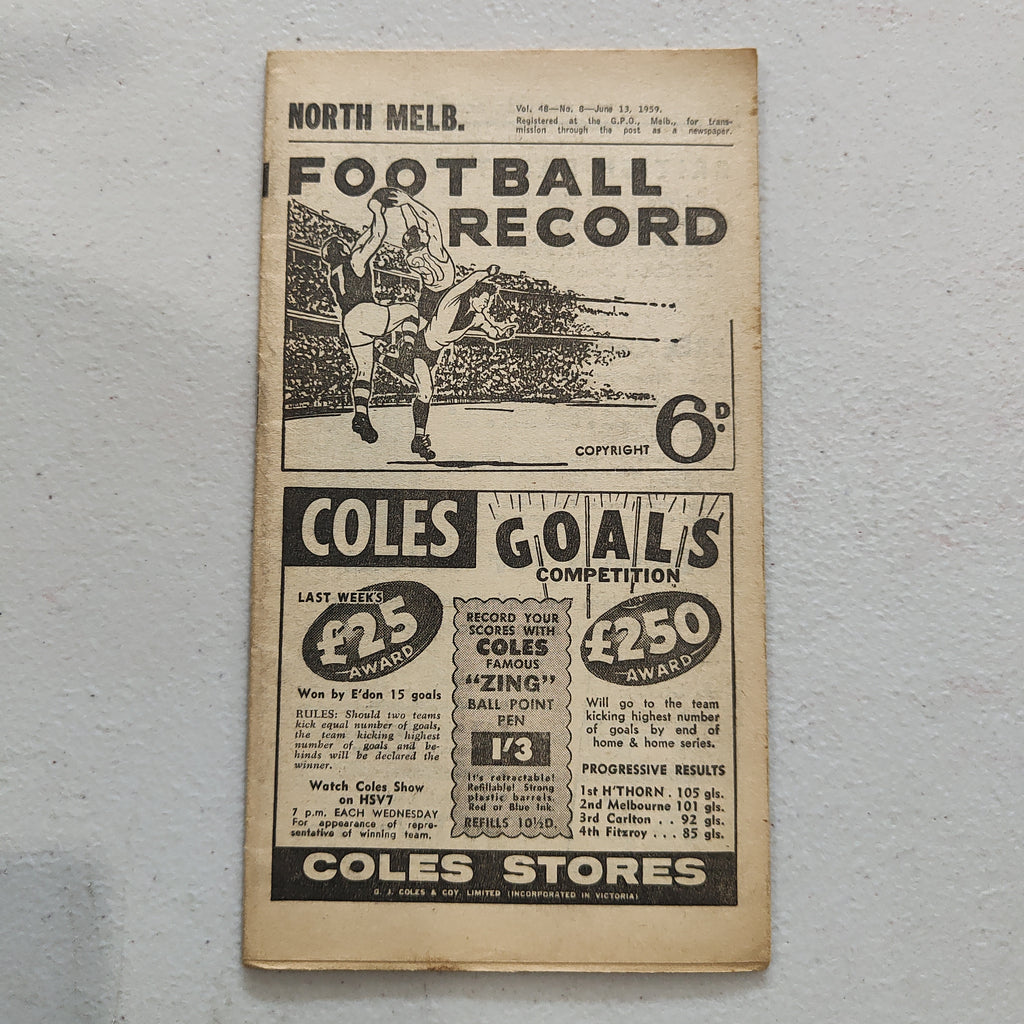 NORTH MELB.
Vol. 48—No. 8—June 13, 1959.
Registered at the G.P.O., Melb., for trans-
mission through the post as a newspaper.
FOOTBALL
RECORD
COPYRIGHT 6D.
COLES GOALS
COMPETITION
LAST WEEK'S
£25
AWARD
Won by E'don 15 goals
RULES: Should two teams
kick equal number of goals,
the team kicking highest
number of goals and be-
hinds will be declared the
winner.
Watch Coles Show
on HSV7
7 p.m. EACH WEDNESDAY
For appearance of repre-
sentative of winning team.
RECORD YOUR
SCORES WITH
COLES
FAMOUS
"ZING"
BALL POINT
PEN
1'3
It's retractable!
Refillable! Strong
plastic barrels.
Red or Blue Ink.
REFILLS 10½D.
£250
AWARD
Will go to the team
kicking highest number
of goals by end of
home & home series.
PROGRESSIVE RESULTS
1st H'THORN . 105 gls.
2nd Melbourne 101 gls.
3rd Carlton . . 92 gls.
4th Fitzroy . . . 85 gls.
COLES STORES
G. J. COLES & COY. LIMITED (INCORPORATED IN VICTORIA)